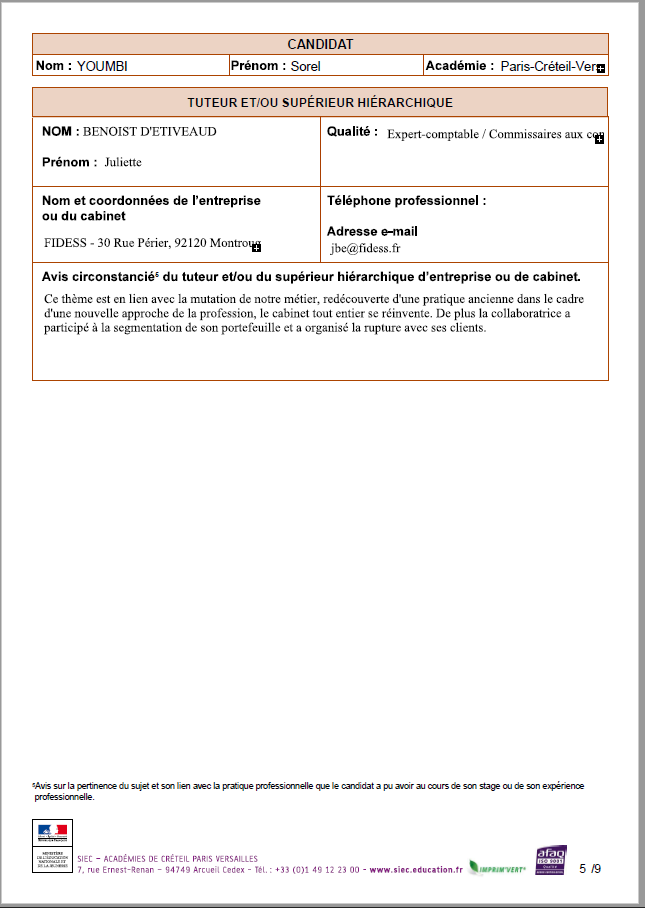 CANDIDAT
Nom : YOUMBI Prénom : Sorel Académie : Paris-Créteil-Ver
TUTEUR ET/OU SUPÉRIEUR HIÉRARCHIQUE
NOM : BENOIST D'ETIVEAUD
Prénom : Juliette
Qualité : Expert-comptable / Commissaires aux con
Nom et coordonnées de l'entreprise
ou du cabinet
FIDESS - 30 Rue Périer, 92120 Montroug
Téléphone professionnel :
Adresse e-mail
jbe@fidess.fr
Avis circonstancié⁵ du tuteur et/ou du supérieur hiérarchique d'entreprise ou de cabinet.
Ce thème est en lien avec la mutation de notre métier, redécouverte d'une pratique ancienne dans le cadre
d'une nouvelle approche de la profession, le cabinet tout entier se réinvente. De plus la collaboratrice a
participé à la segmentation de son portefeuille et a organisé la rupture avec ses clients.
⁵Avis sur la pertinence du sujet et son lien avec la pratique professionnelle que le candidat a pu avoir au cours de son stage ou de son expérience
professionnelle.
MINISTÈRE
DE L'ÉDUCATION
NATIONALE ET
DE LA JEUNESSE
SIEC – ACADÉMIES DE CRÉTEIL PARIS VERSAILLES
7, rue Ernest-Renan – 94749 Arcueil Cedex - Tél. : +33 (0)1 49 12 23 00 - www.siec.education.fr
IMPRIM'VERT®
afaq
ISO 9001
Qualité
5 /9